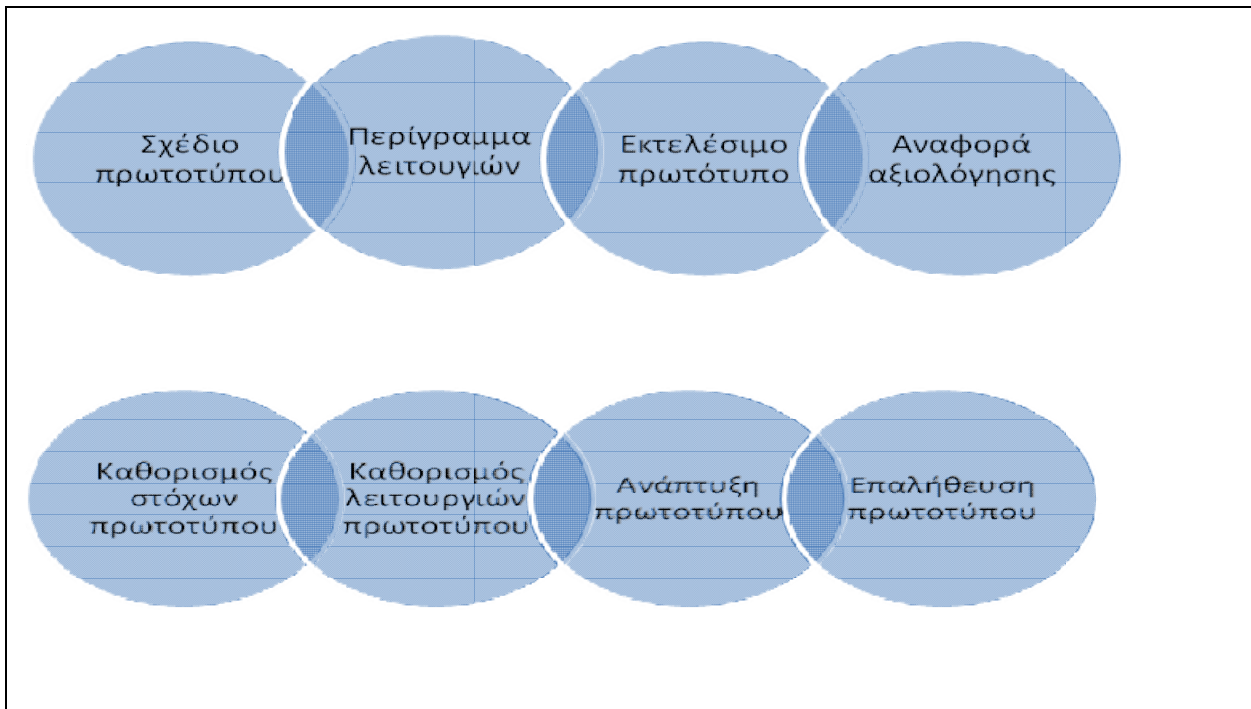 Σχέδιο
πρωτοτύπου
Περίγραμμα
λειτουγιών
Εκτελέσιμο
πρωτότυπο
Αναφορά
αξιολόγησης
Καθορισμός
στόχων
πρωτοτύπου
Καθορισμός
λειτουργιών
πρωτοτύπου
Ανάπτυξη
πρωτοτύπου
Επαλήθευση
πρωτοτύπου